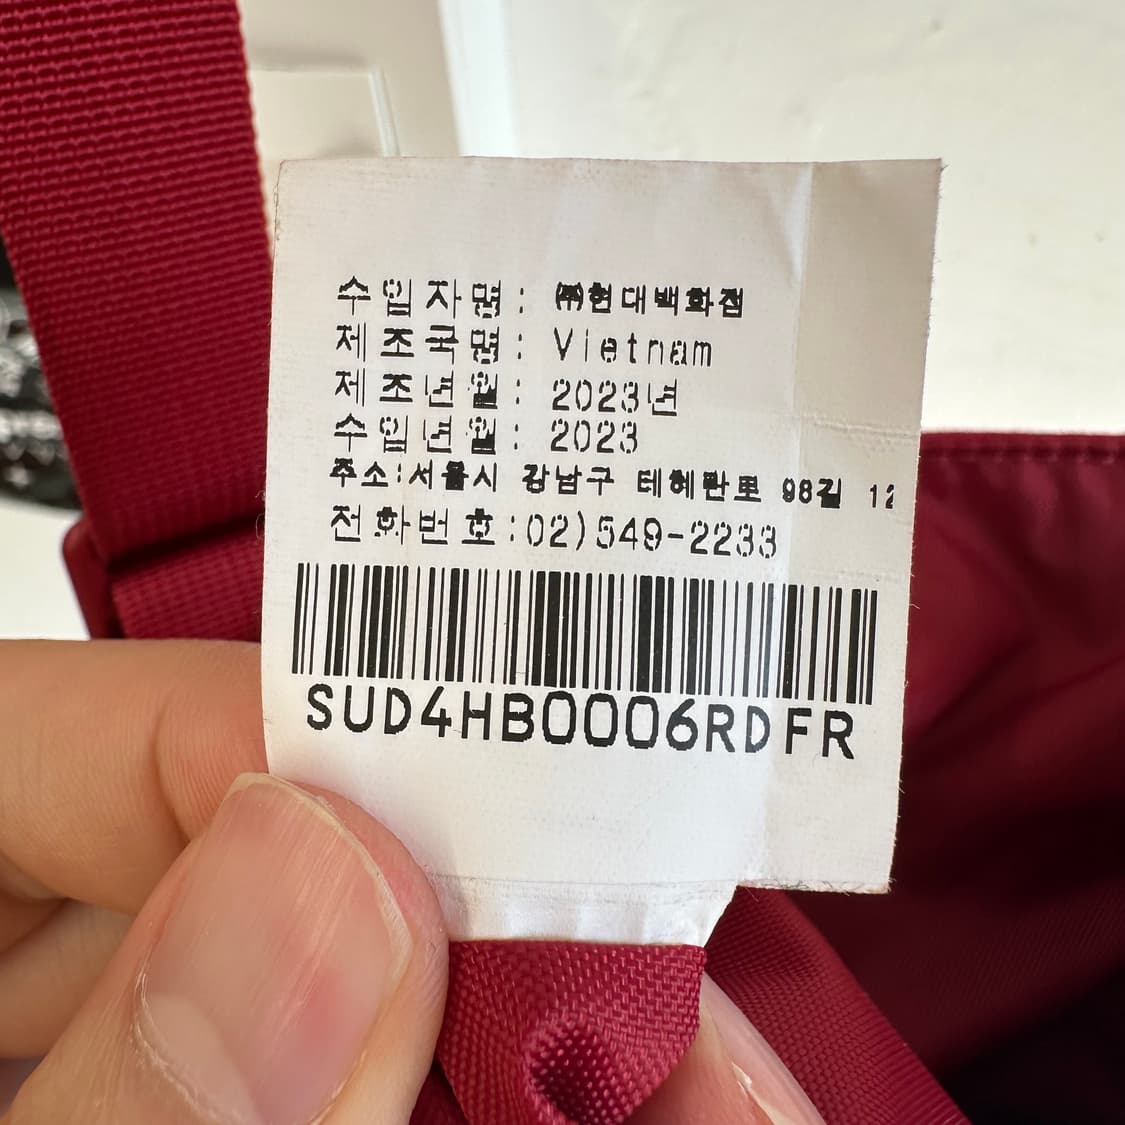 수입자명: ㈜현대백화점
제조국명: Vietnam
제조년월: 2023년
수입년월: 2023
주소:서울시 강남구 테헤란로 98길 12
전화번호:02)549-2233
SUD4HB0006RDFR